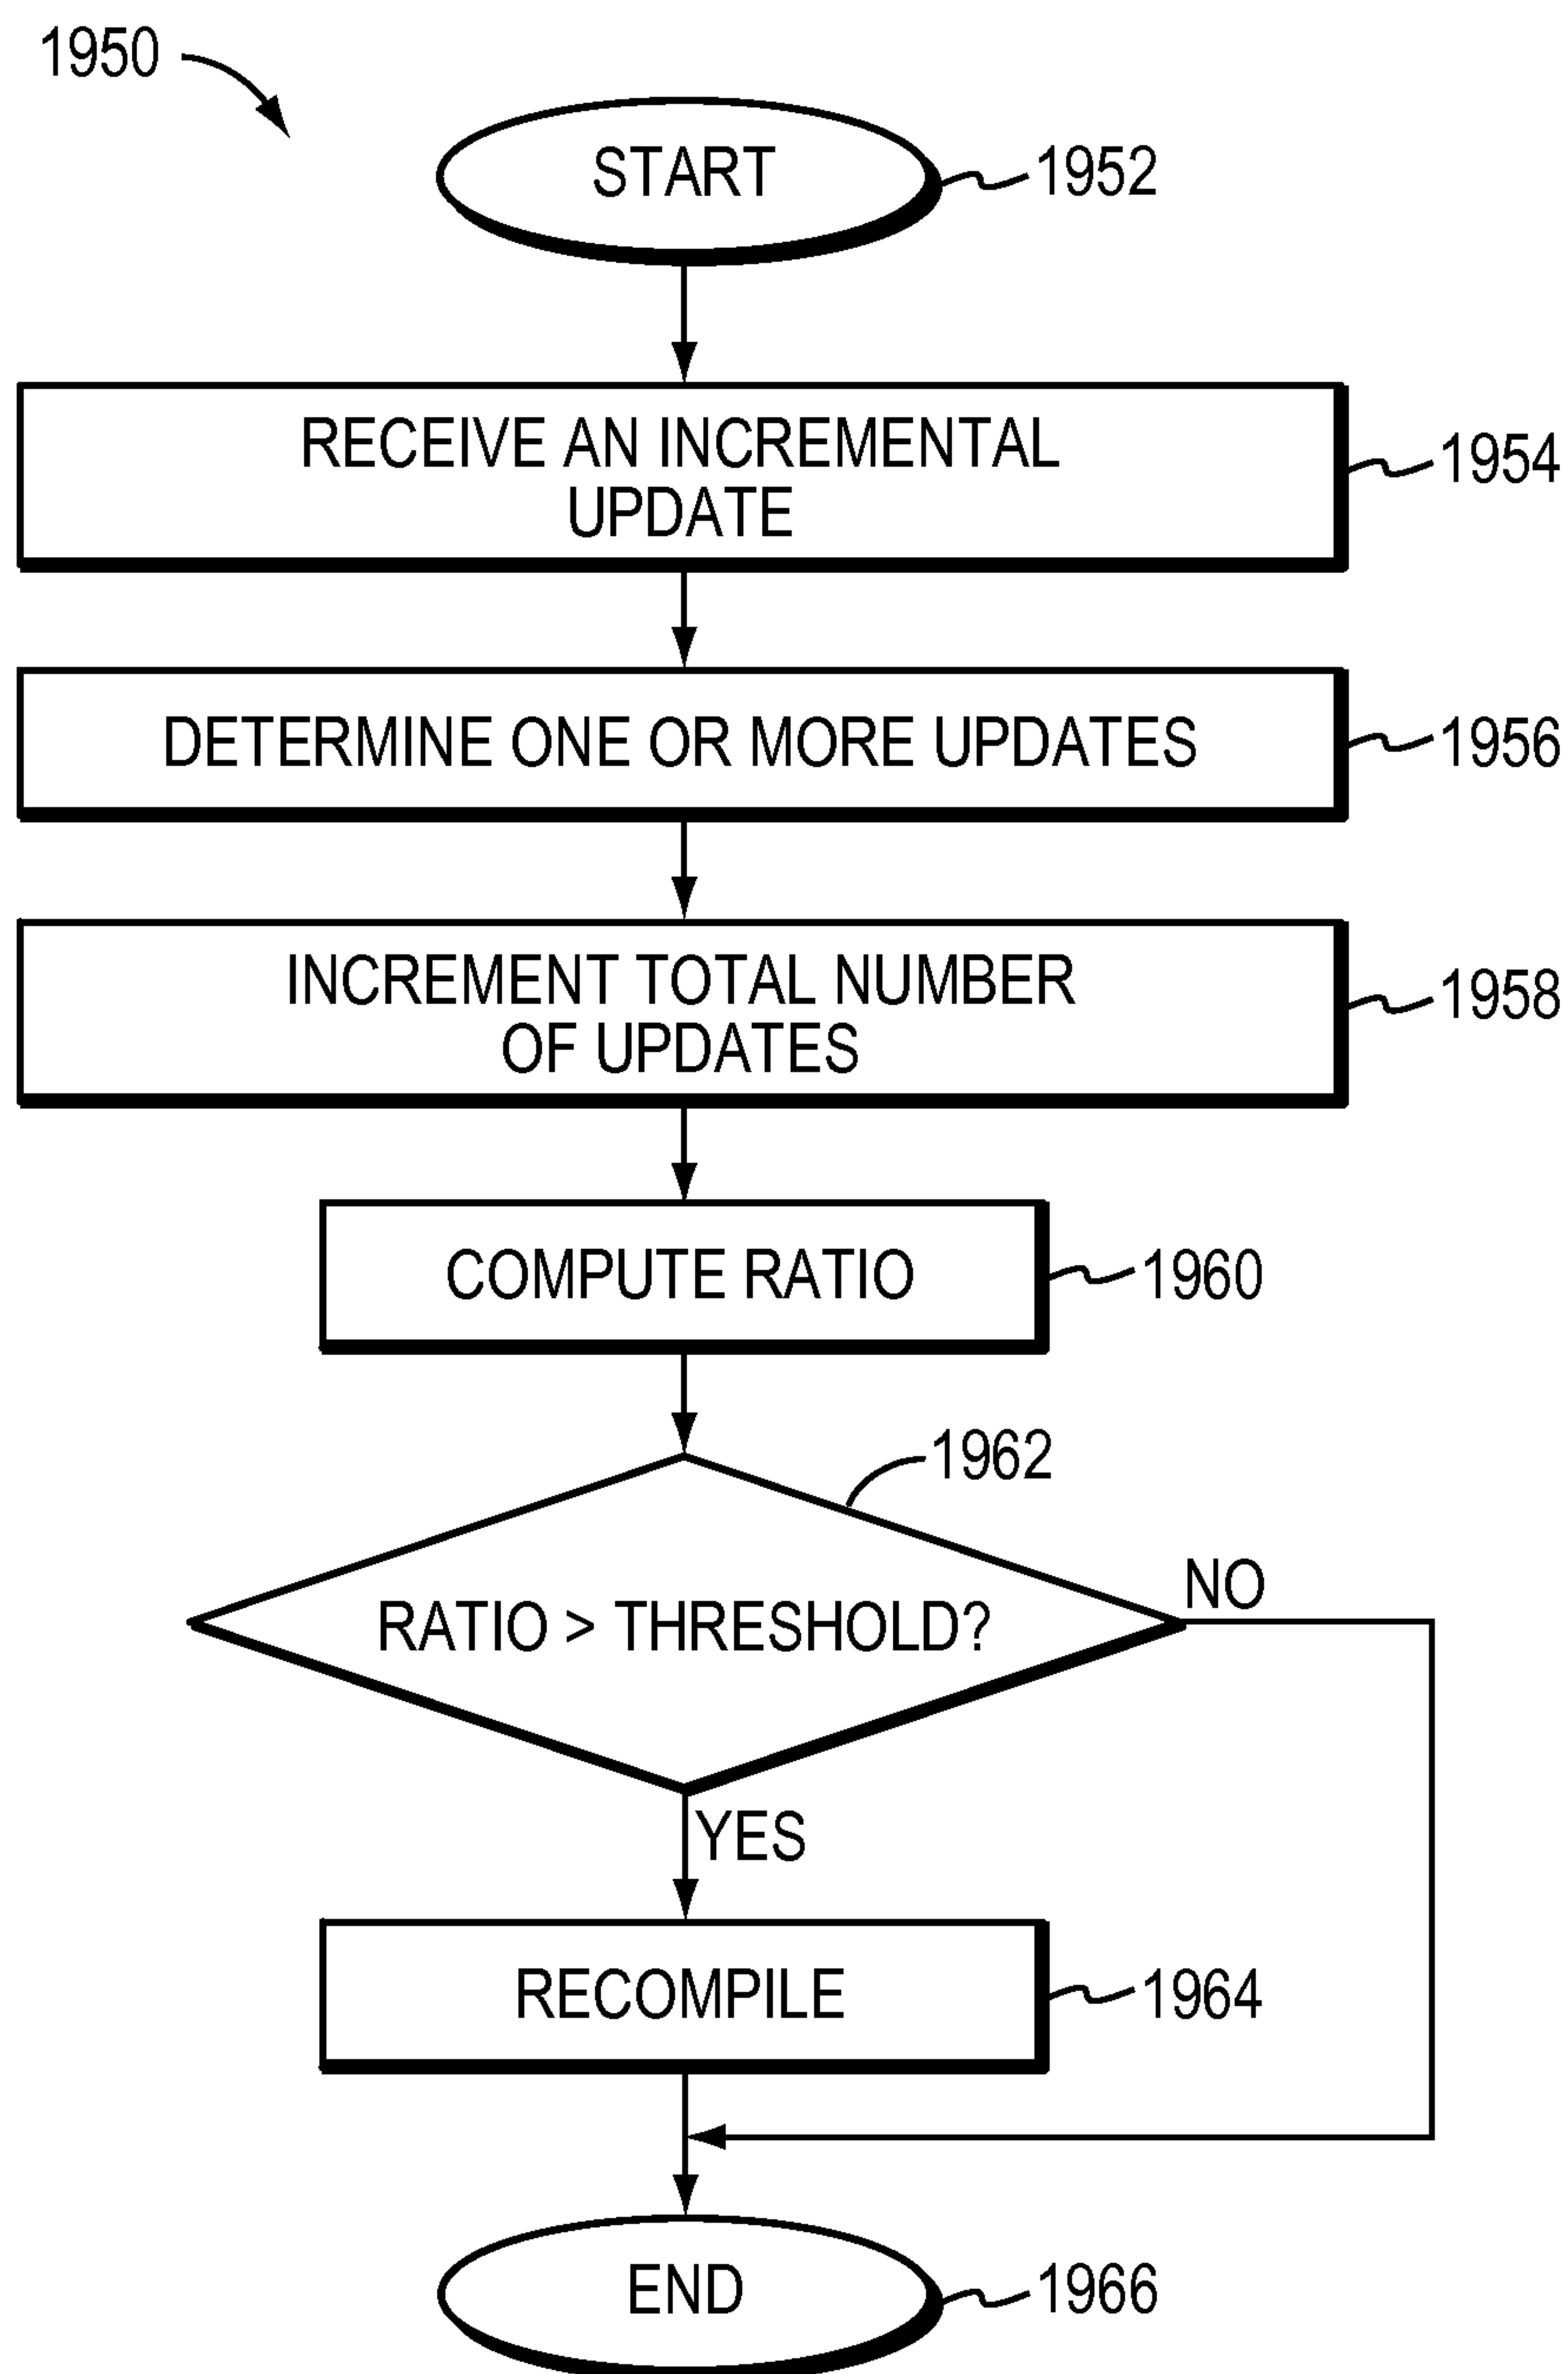 1950
START
1952
RECEIVE AN INCREMENTAL
UPDATE
1954
DETERMINE ONE OR MORE UPDATES
1956
INCREMENT TOTAL NUMBER
OF UPDATES
1958
COMPUTE RATIO
1960
1962
RATIO > THRESHOLD?
NO
YES
RECOMPILE
1964
END
1966